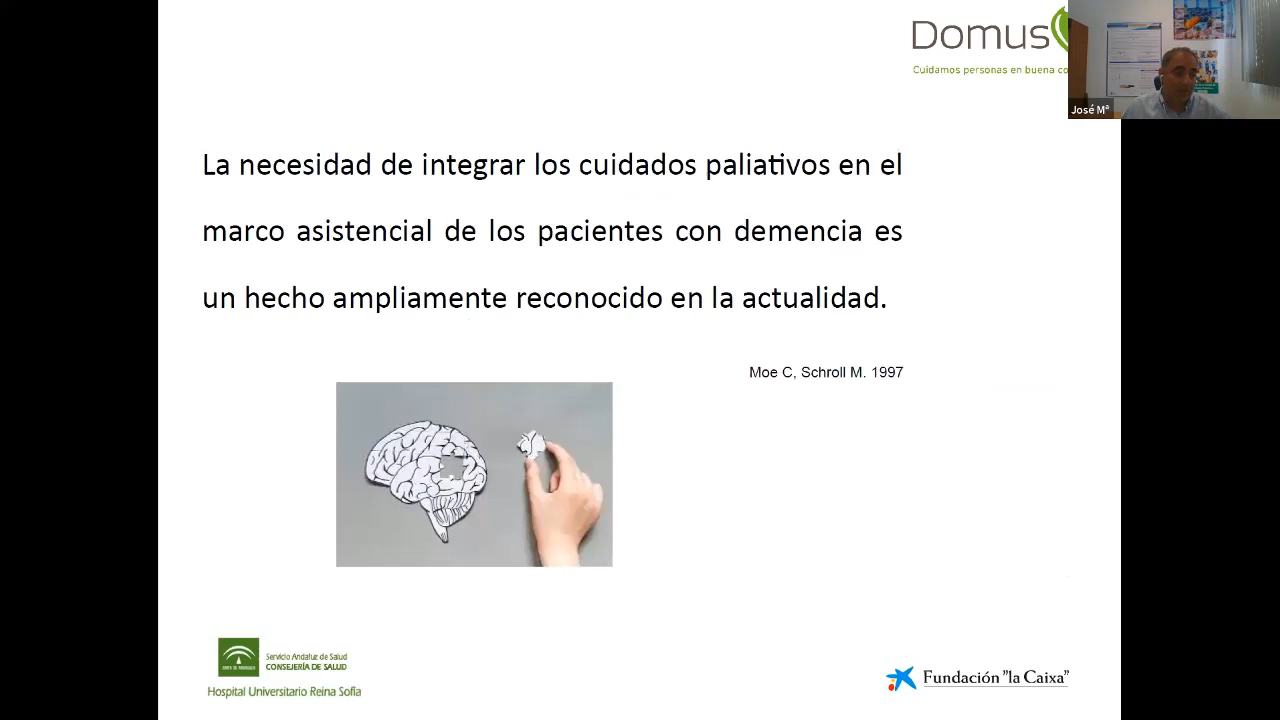 Domus
Cuidamos personas en buena co
José Mª
La necesidad de integrar los cuidados paliativos en el
marco asistencial de los pacientes con demencia es
un hecho ampliamente reconocido en la actualidad.
Moe C, Schroll M. 1997
Servicio Andaluz de Salud
CONSEJERÍA DE SALUD
Hospital Universitario Reina Sofía
Fundación "la Caixa"